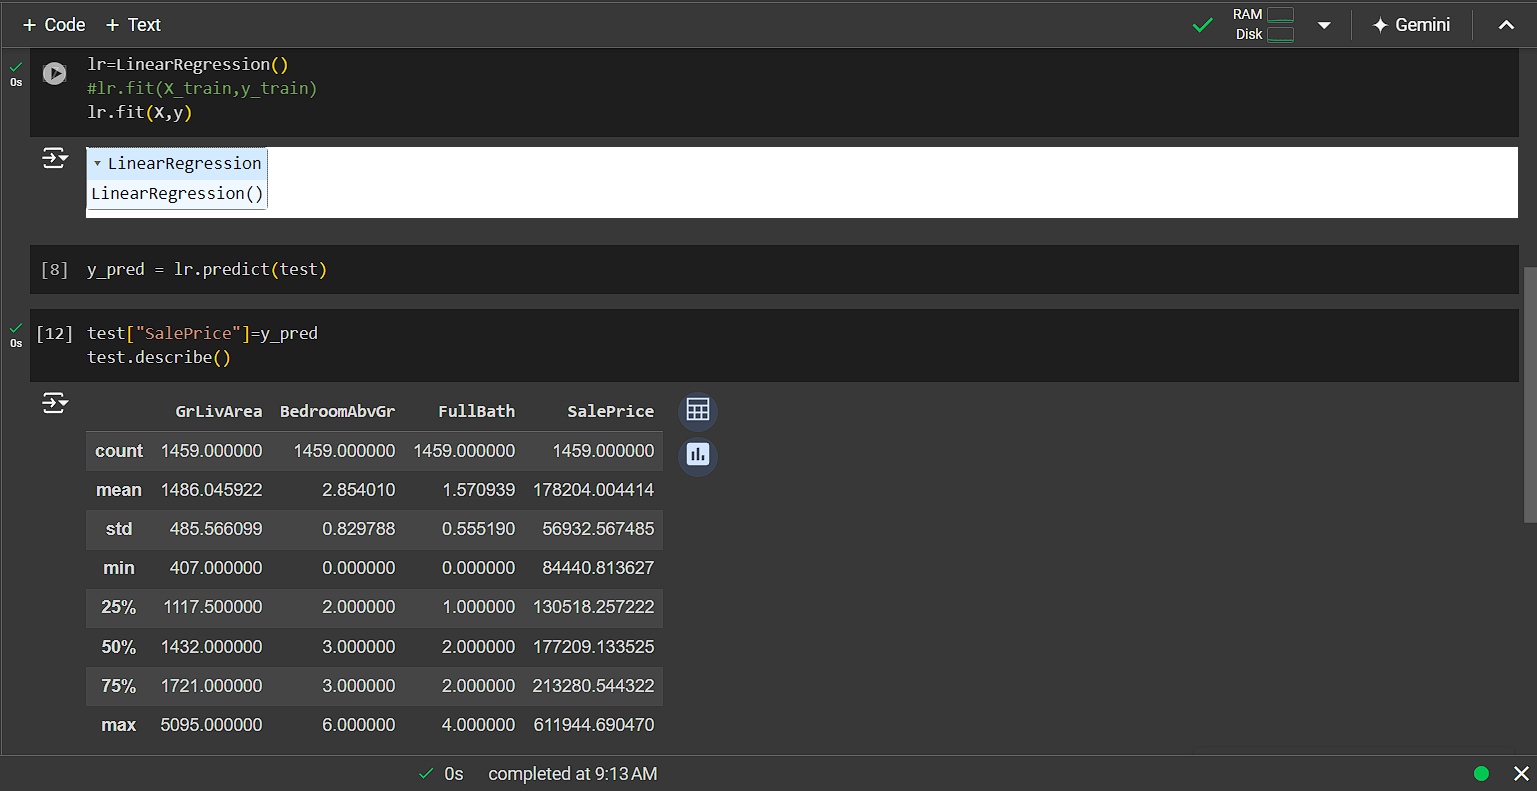 + Code + Text
RAM
Disk
Gemini
0s
lr=LinearRegression()
#lr.fit(X_train,y_train)
lr.fit(X,y)
LinearRegression
LinearRegression()
[8] y_pred = lr.predict(test)
0s
[12] test["SalePrice"]=y_pred
test.describe()
GrLivArea BedroomAbvGr FullBath SalePrice
count 1459.000000 1459.000000 1459.000000 1459.000000
mean 1486.045922 2.854010 1.570939 178204.004414
std 485.566099 0.829788 0.555190 56932.567485
min 407.000000 0.000000 0.000000 84440.813627
25% 1117.500000 2.000000 1.000000 130518.257222
50% 1432.000000 3.000000 2.000000 177209.133525
75% 1721.000000 3.000000 2.000000 213280.544322
max 5095.000000 6.000000 4.000000 611944.690470
0s completed at 9:13 AM